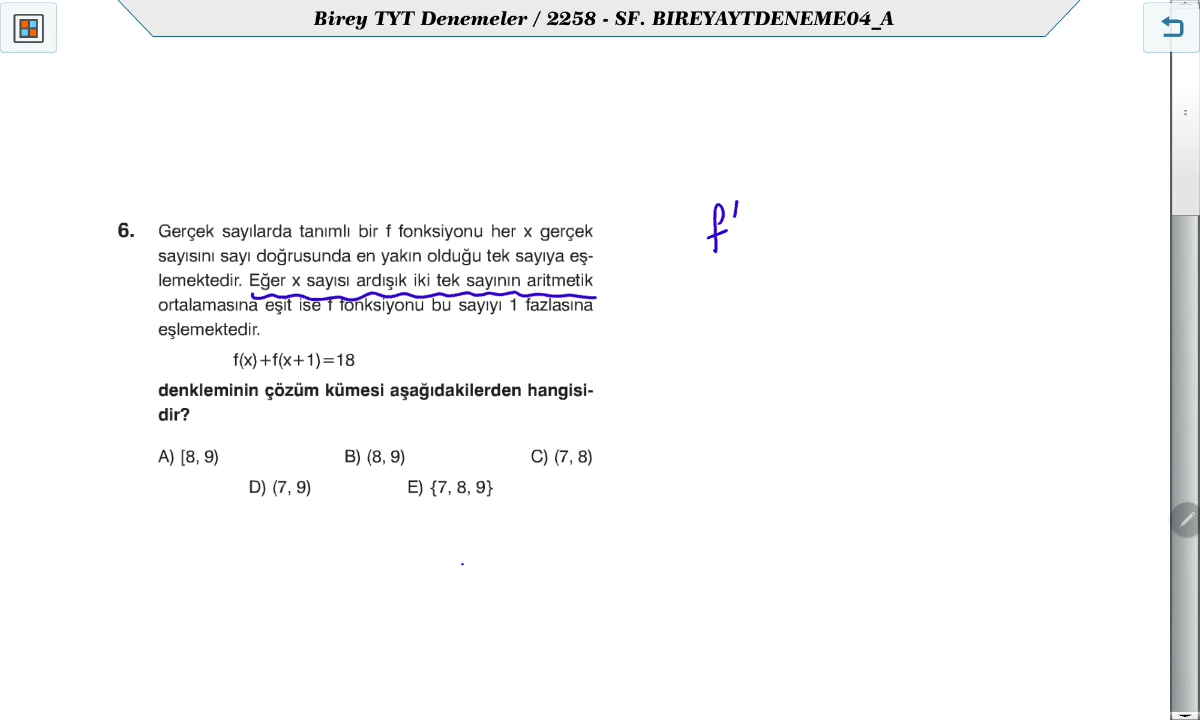 Birey TYT Denemeler / 2258 - SF. BIREYAYTDENEME04_A
f'
6. Gerçek sayılarda tanımlı bir f fonksiyonu her x gerçek
sayısını sayı doğrusunda en yakın olduğu tek sayıya eş-
lemektedir. Eğer x sayısı ardışık iki tek sayının aritmetik
ortalamasına eşit ise f fonksiyonu bu sayıyı 1 fazlasına
eşlemektedir.
f(x)+f(x+1)=18
denkleminin çözüm kümesi aşağıdakilerden hangisi-
dir?
A) [8, 9) B) (8, 9) C) (7, 8)
D) (7, 9) E) {7, 8, 9}